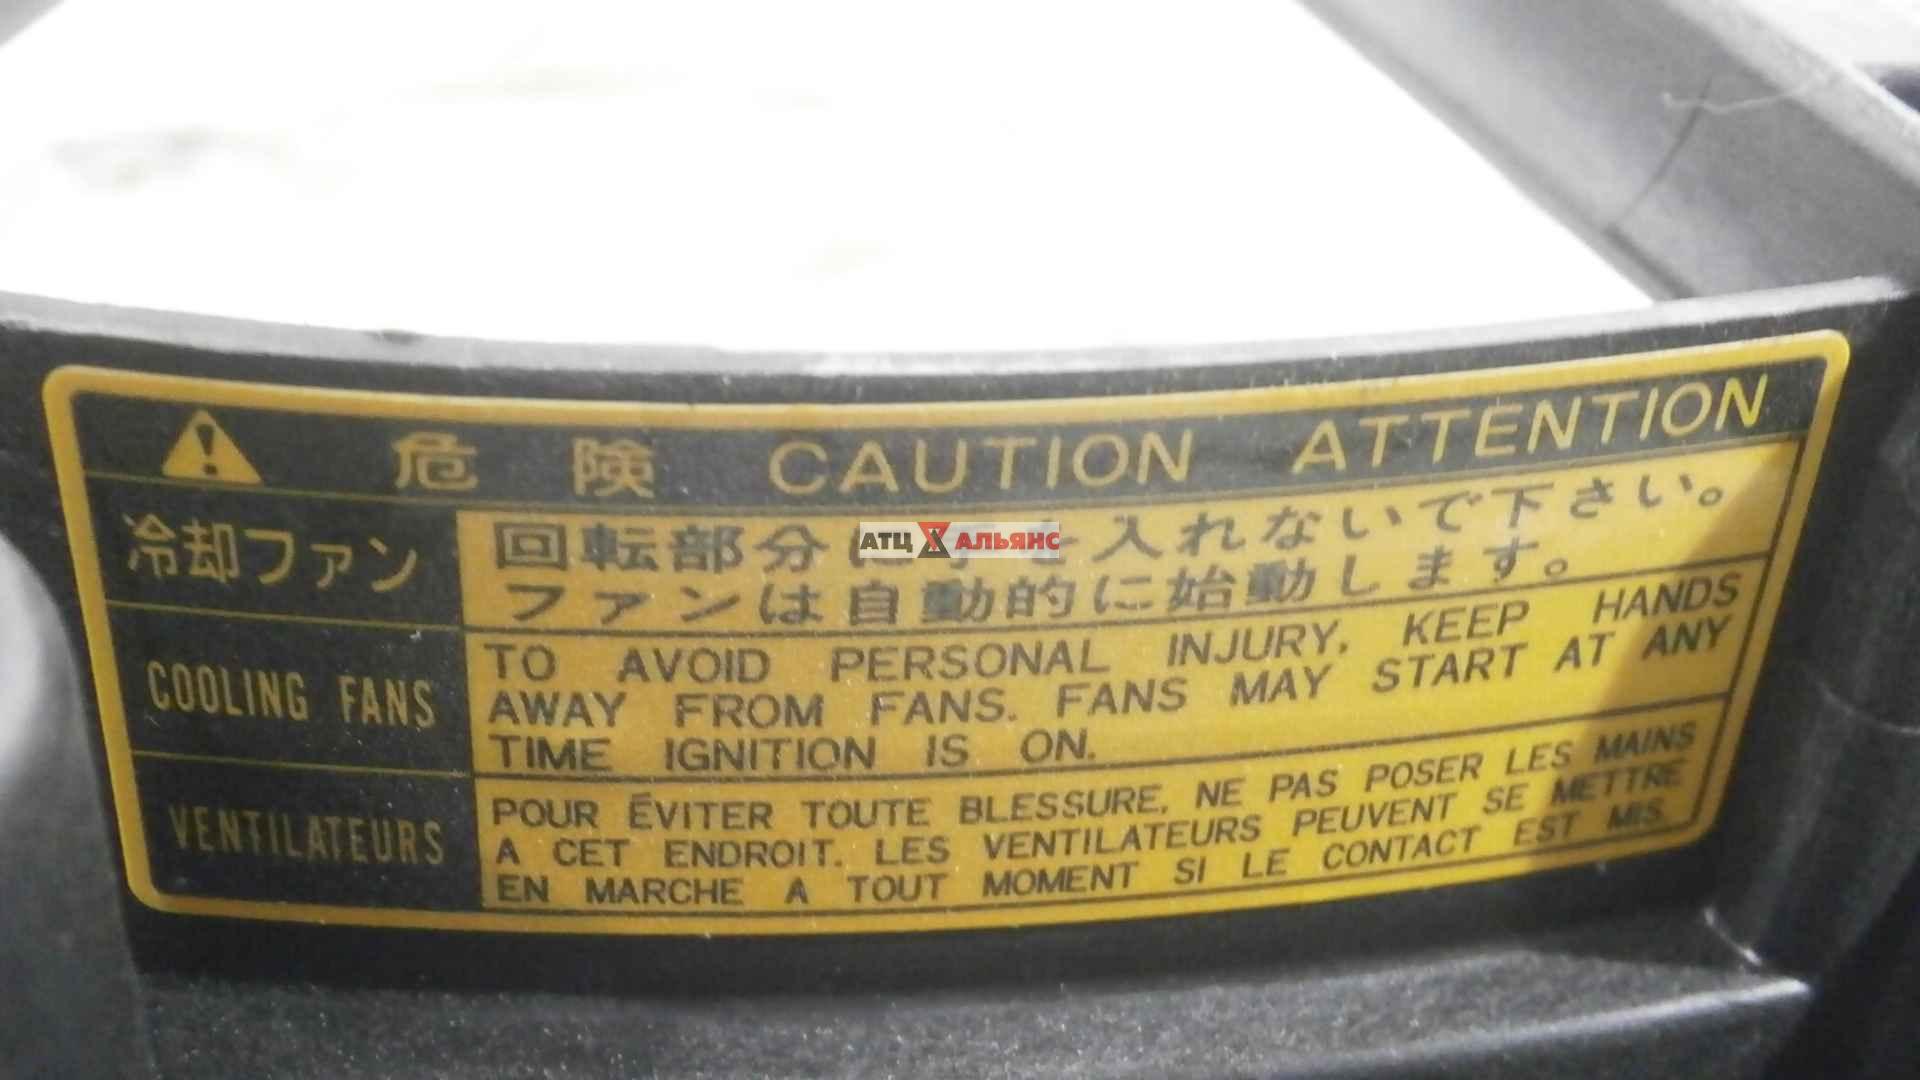 危険 CAUTION ATTENTION
冷却ファン
回転部分に手を入れないで下さい。
ファンは自動的に始動します。
COOLING FANS
TO AVOID PERSONAL INJURY, KEEP HANDS
AWAY FROM FANS. FANS MAY START AT ANY
TIME IGNITION IS ON.
VENTILATEURS
POUR ÉVITER TOUTE BLESSURE, NE PAS POSER LES MAINS
A CET ENDROIT. LES VENTILATEURS PEUVENT SE METTRE
EN MARCHE A TOUT MOMENT SI LE CONTACT EST MIS.
АТЦ АЛЬЯНС